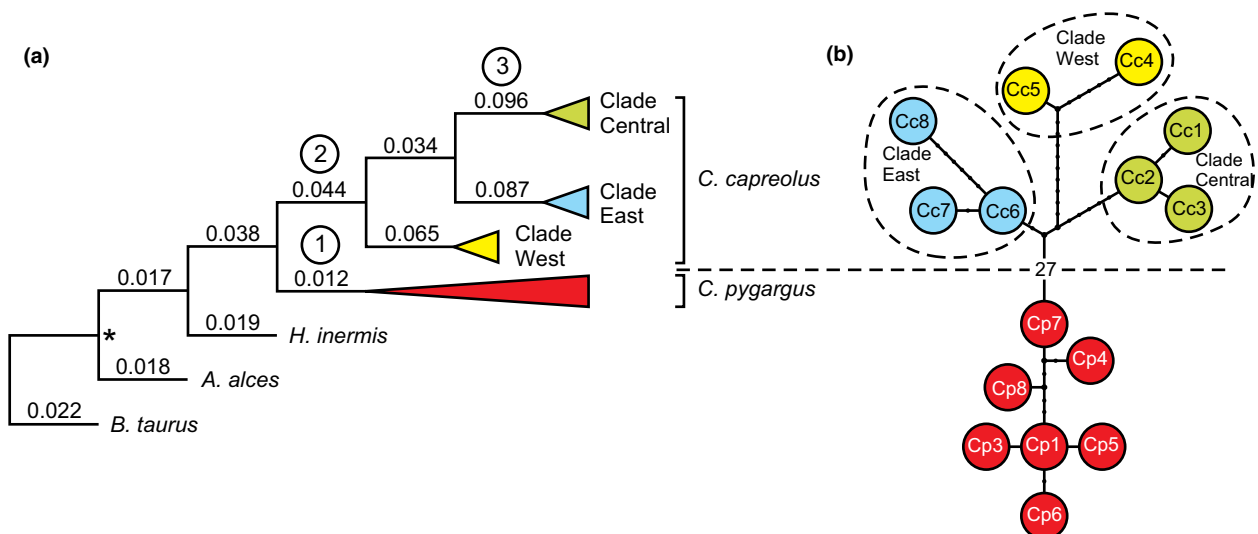 (a)
3
0.096
Clade
Central
2
0.034
0.044
0.087
Clade
East
C. capreolus
1
0.038
0.065
Clade
West
0.017
0.012
C. pygargus
0.019
H. inermis
*
0.018
A. alces
0.022
B. taurus
(b)
Clade
West
Cc4
Cc5
Cc8
Clade
East
Cc7
Cc6
Cc1
Clade
Central
Cc2
Cc3
27
Cp7
Cp4
Cp8
Cp3
Cp1
Cp5
Cp6